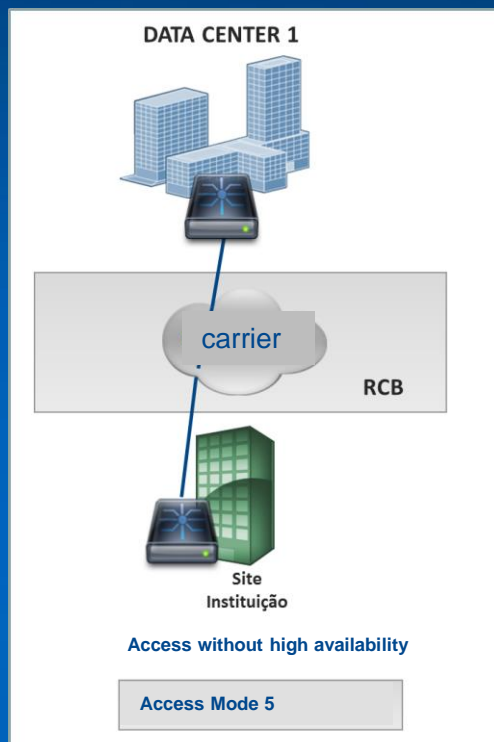 DATA CENTER 1
carrier
RCB
Site
Instituição
Access without high availability
Access Mode 5